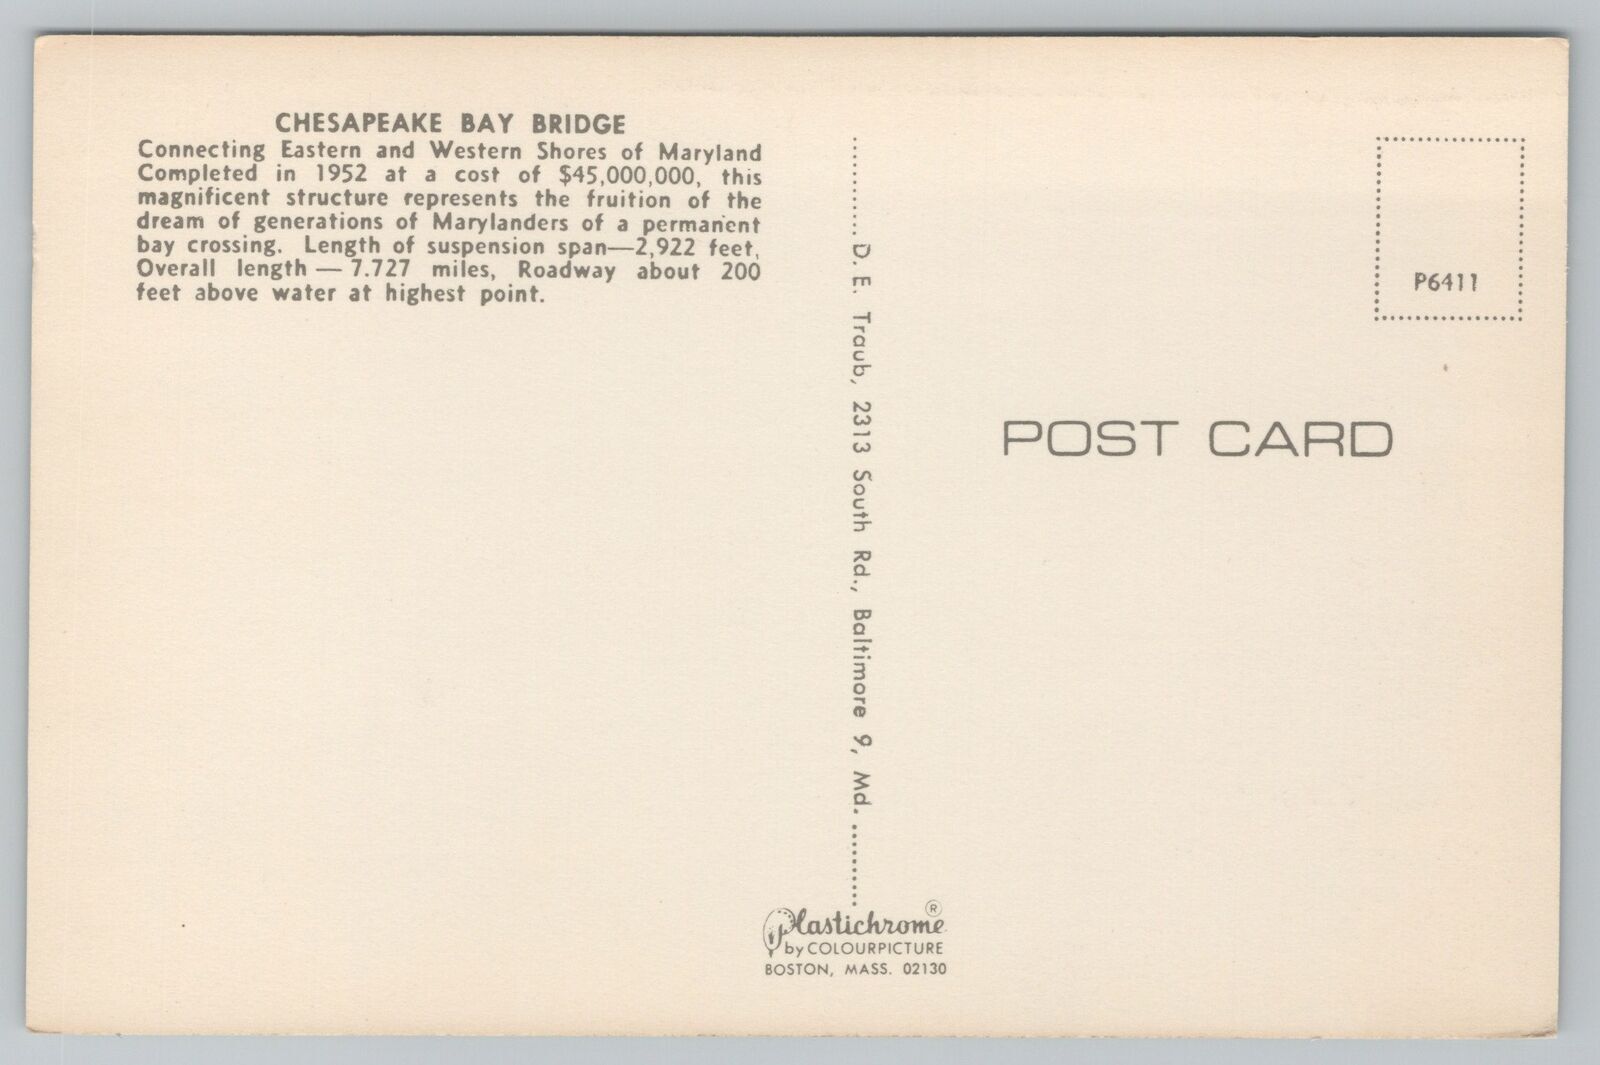 CHESAPEAKE BAY BRIDGE
Connecting Eastern and Western Shores of Maryland
Completed in 1952 at a cost of $45,000,000, this
magnificent structure represents the fruition of the
dream of generations of Marylanders of a permanent
bay crossing. Length of suspension span—2,922 feet,
Overall length — 7.727 miles, Roadway about 200
feet above water at highest point.
D. E. Traub, 2313 South Rd., Baltimore 9, Md.
P6411
POST CARD
Plastichrome ®
by COLOURPICTURE
BOSTON, MASS. 02130